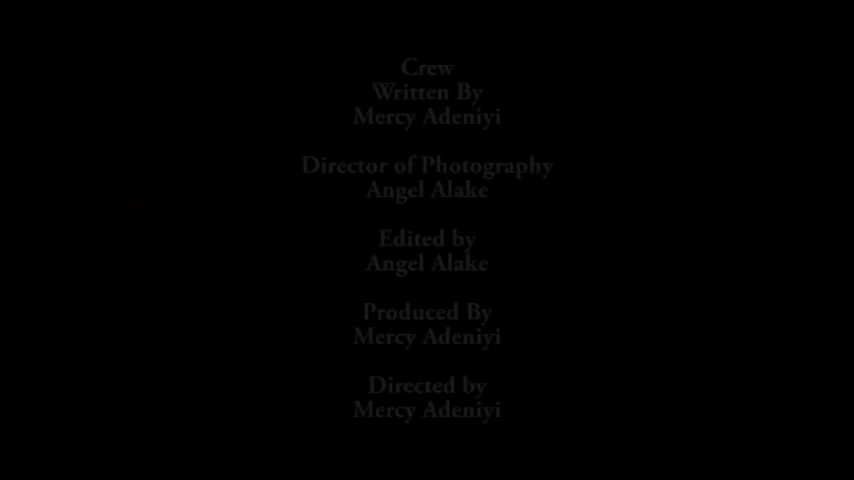 Crew
Written By
Mercy Adeniyi
Director of Photography
Angel Alake
Edited by
Angel Alake
Produced By
Mercy Adeniyi
Directed by
Mercy Adeniyi